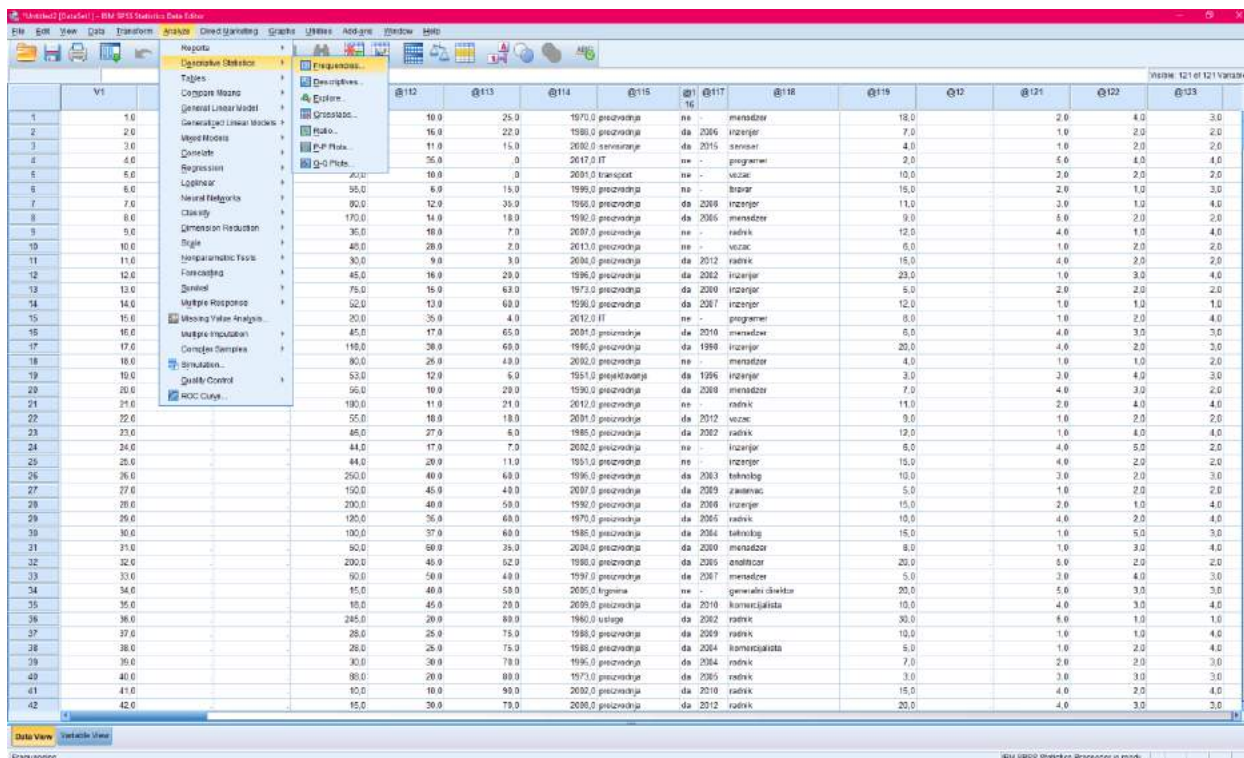 *Untitled2 [DataSet1] - IBM SPSS Statistics Data Editor
File Edit View Data Transform Analyze Direct Marketing Graphs Utilities Add-ons Window Help
Visible: 121 of 121 Variable
Reports
Descriptive Statistics
Tables
Compare Means
General Linear Model
Generalized Linear Models
Mixed Models
Correlate
Regression
Loglinear
Neural Networks
Classify
Dimension Reduction
Scale
Nonparametric Tests
Forecasting
Survival
Multiple Response
Missing Value Analysis...
Multiple Imputation
Complex Samples
Simulation...
Quality Control
ROC Curve...
Frequencies...
Descriptives...
Explore...
Crosstabs...
Ratio...
P-P Plots...
Q-Q Plots...
V1 @112 @113 @114 @115 @116 @117 @118 @119 @12 @121 @122 @123
1 1,0 10,0 25,0 1970,0 proizvodnja ne - menadzer 18,0 2,0 4,0 3,0
2 2,0 16,0 22,0 1988,0 proizvodnja da 2006 inzenjer 7,0 1,0 2,0 2,0
3 3,0 11,0 15,0 2002,0 servisiranje da 2015 serviser 4,0 1,0 2,0 2,0
4 4,0 35,0 ,0 2017,0 IT ne - programer 2,0 5,0 4,0 4,0
5 5,0 20,0 10,0 ,0 2001,0 transport ne - vozac 10,0 2,0 2,0 2,0
6 6,0 55,0 6,0 15,0 1999,0 proizvodnja ne - bravar 15,0 2,0 1,0 3,0
7 7,0 80,0 12,0 35,0 1968,0 proizvodnja da 2008 inzenjer 11,0 3,0 1,0 4,0
8 8,0 170,0 14,0 18,0 1992,0 proizvodnja da 2006 menadzer 9,0 5,0 2,0 2,0
9 9,0 35,0 18,0 7,0 2007,0 proizvodnja ne - radnik 12,0 4,0 1,0 4,0
10 10,0 48,0 28,0 2,0 2013,0 proizvodnja ne - vozac 6,0 1,0 2,0 2,0
11 11,0 30,0 9,0 3,0 2004,0 proizvodnja da 2012 radnik 15,0 4,0 2,0 2,0
12 12,0 45,0 16,0 20,0 1996,0 proizvodnja da 2002 inzenjer 23,0 1,0 3,0 4,0
13 13,0 75,0 15,0 63,0 1973,0 proizvodnja da 2000 inzenjer 5,0 2,0 2,0 2,0
14 14,0 52,0 13,0 60,0 1998,0 proizvodnja da 2007 inzenjer 12,0 1,0 1,0 1,0
15 15,0 20,0 35,0 4,0 2012,0 IT ne - programer 8,0 1,0 2,0 4,0
16 16,0 45,0 17,0 65,0 2001,0 proizvodnja da 2010 menadzer 6,0 4,0 3,0 3,0
17 17,0 110,0 30,0 60,0 1985,0 proizvodnja da 1998 inzenjer 20,0 4,0 2,0 3,0
18 18,0 80,0 25,0 40,0 2002,0 proizvodnja ne - menadzer 4,0 1,0 1,0 2,0
19 19,0 53,0 12,0 5,0 1951,0 projektovanje da 1996 inzenjer 3,0 3,0 4,0 3,0
20 20,0 56,0 10,0 20,0 1990,0 proizvodnja da 2008 menadzer 7,0 4,0 3,0 2,0
21 21,0 180,0 11,0 21,0 2012,0 proizvodnja ne - radnik 11,0 2,0 4,0 4,0
22 22,0 55,0 18,0 18,0 2001,0 proizvodnja da 2012 vozac 9,0 1,0 2,0 2,0
23 23,0 46,0 27,0 6,0 1985,0 proizvodnja da 2002 radnik 12,0 1,0 4,0 4,0
24 24,0 44,0 17,0 7,0 2002,0 proizvodnja ne - inzenjer 6,0 4,0 5,0 2,0
25 25,0 44,0 20,0 11,0 1951,0 proizvodnja ne - inzenjer 15,0 4,0 2,0 2,0
26 26,0 250,0 40,0 60,0 1995,0 proizvodnja da 2003 tehnolog 10,0 3,0 2,0 3,0
27 27,0 150,0 45,0 40,0 2007,0 proizvodnja da 2009 zavarivac 5,0 1,0 2,0 2,0
28 28,0 200,0 40,0 50,0 1992,0 proizvodnja da 2008 inzenjer 15,0 2,0 1,0 4,0
29 29,0 120,0 35,0 60,0 1970,0 proizvodnja da 2005 radnik 10,0 4,0 2,0 4,0
30 30,0 100,0 37,0 60,0 1985,0 proizvodnja da 2004 tehnolog 15,0 1,0 5,0 3,0
31 31,0 50,0 60,0 35,0 2004,0 proizvodnja da 2000 menadzer 8,0 1,0 3,0 4,0
32 32,0 200,0 45,0 52,0 1988,0 proizvodnja da 2005 analiticar 20,0 5,0 2,0 2,0
33 33,0 60,0 50,0 40,0 1997,0 proizvodnja da 2007 menadzer 5,0 3,0 4,0 3,0
34 34,0 15,0 40,0 50,0 2005,0 trgovina ne - generalni direktor 20,0 5,0 3,0 3,0
35 35,0 18,0 45,0 20,0 2009,0 proizvodnja da 2010 komercijalista 10,0 4,0 3,0 4,0
36 36,0 245,0 20,0 80,0 1960,0 usluge da 2002 radnik 30,0 5,0 1,0 1,0
37 37,0 28,0 25,0 75,0 1988,0 proizvodnja da 2009 radnik 10,0 1,0 1,0 4,0
38 38,0 28,0 25,0 75,0 1988,0 proizvodnja da 2004 komercijalista 5,0 1,0 2,0 4,0
39 39,0 30,0 30,0 70,0 1995,0 proizvodnja da 2004 radnik 7,0 2,0 2,0 3,0
40 40,0 88,0 20,0 80,0 1973,0 proizvodnja da 2005 radnik 3,0 3,0 3,0 3,0
41 41,0 10,0 10,0 90,0 2002,0 proizvodnja da 2010 radnik 15,0 4,0 2,0 4,0
42 42,0 15,0 30,0 70,0 2008,0 proizvodnja da 2012 radnik 20,0 4,0 3,0 3,0
Data View Variable View
Frequencies... IBM SPSS Statistics Processor is ready